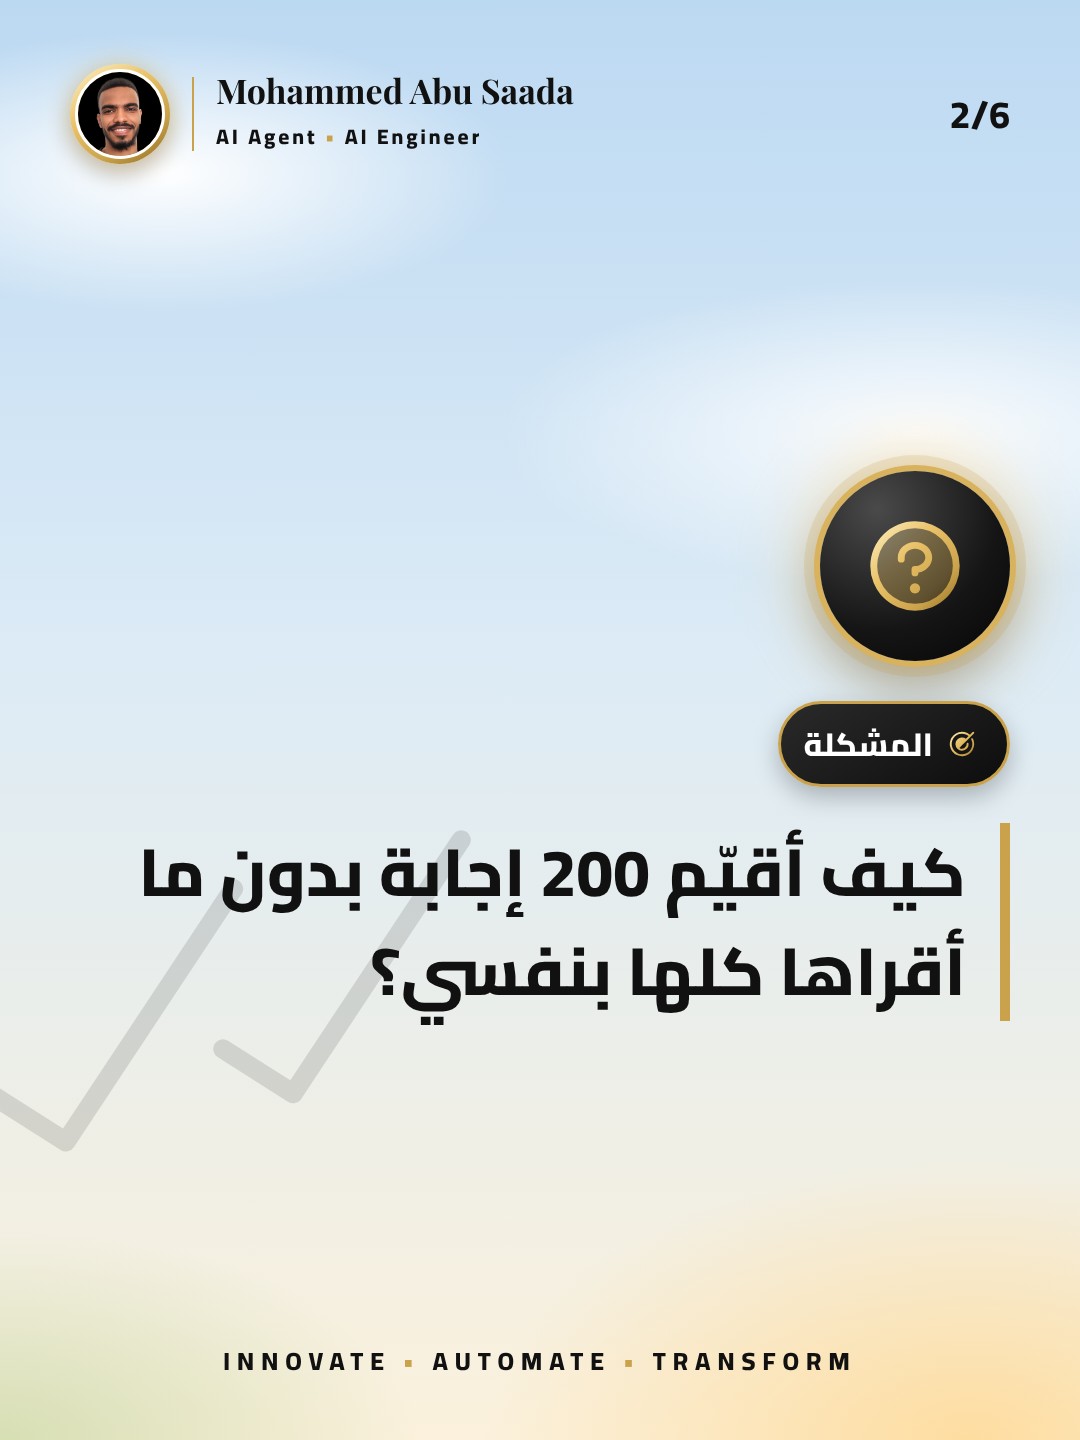 Mohammed Abu Saada
AI Agent ▪ AI Engineer
2/6
المشكلة
كيف أقيّم 200 إجابة بدون ما
أقراها كلها بنفسي؟
INNOVATE ▪ AUTOMATE ▪ TRANSFORM